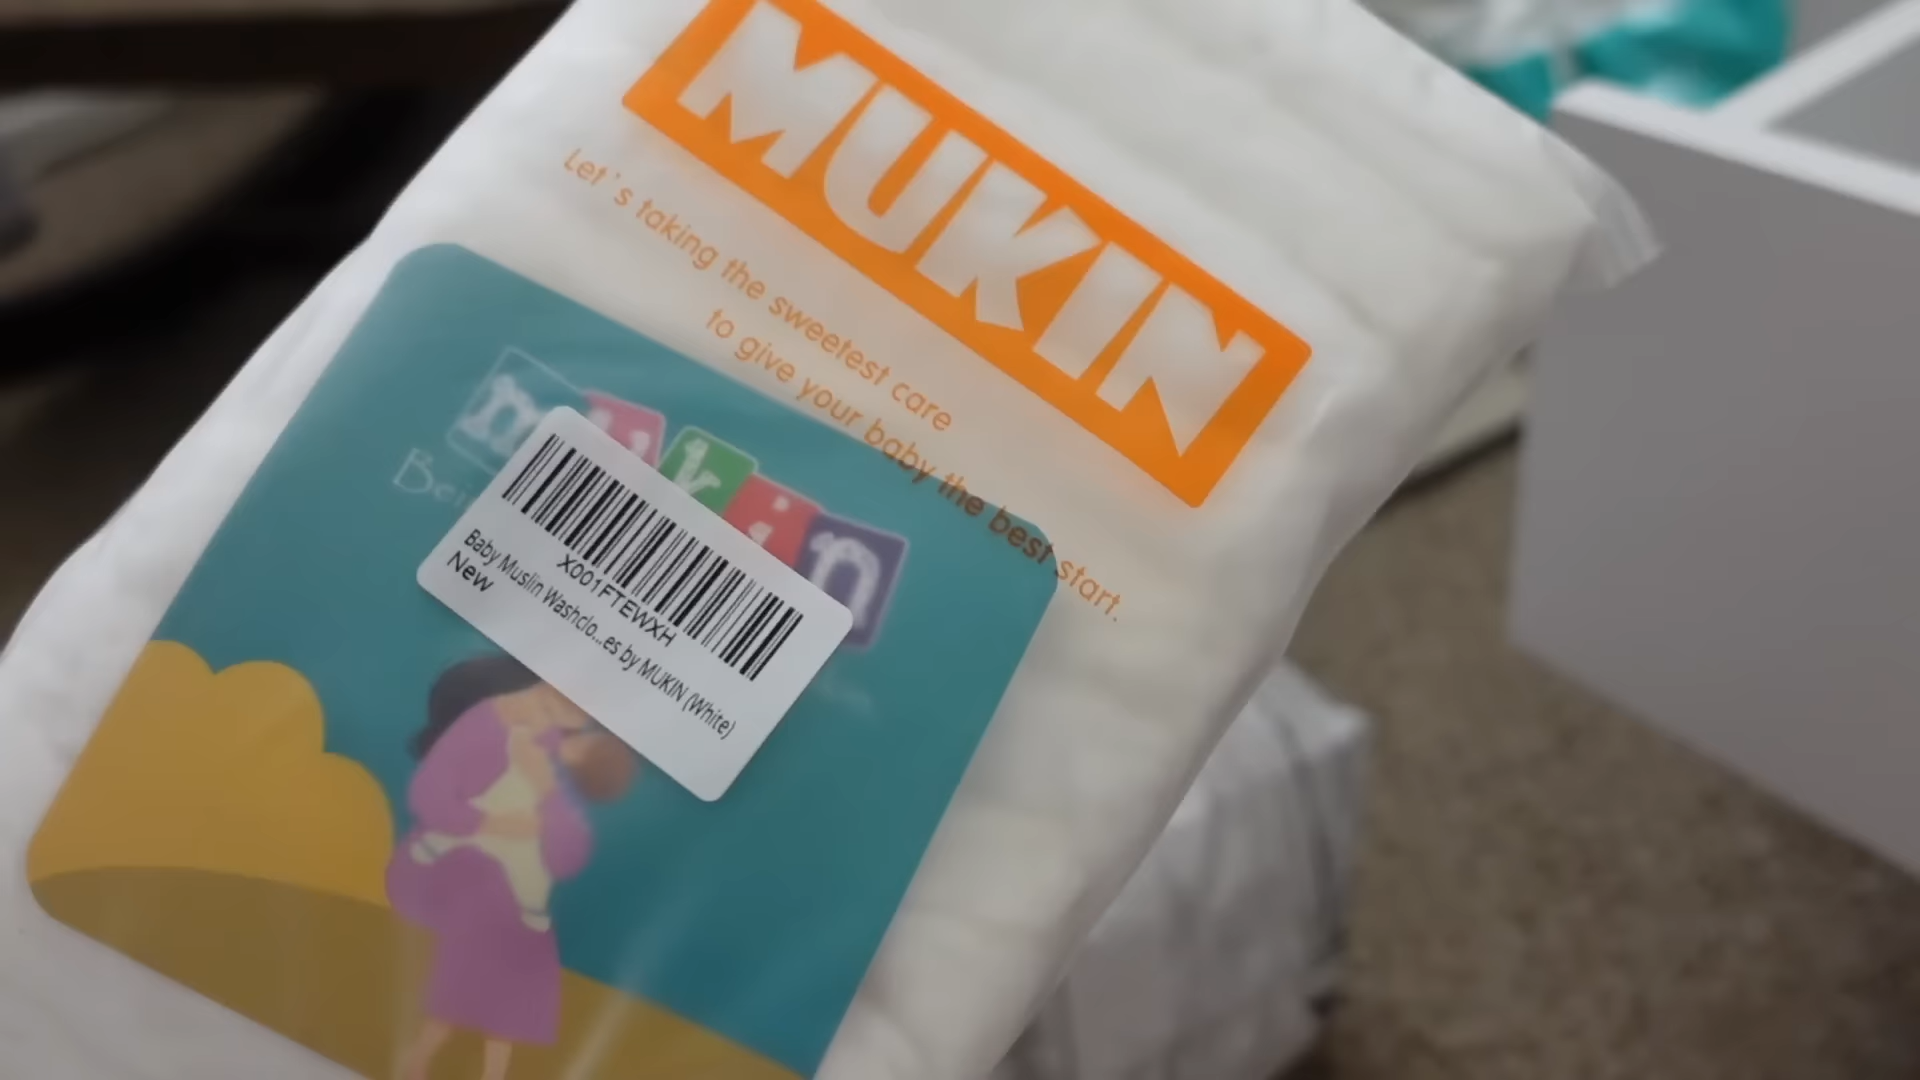 MUKIN
Let's taking the sweetest care
to give your baby the best start.
mukin
X001FTEWXH
Baby Muslin Washclo...es by MUKIN (White)
New